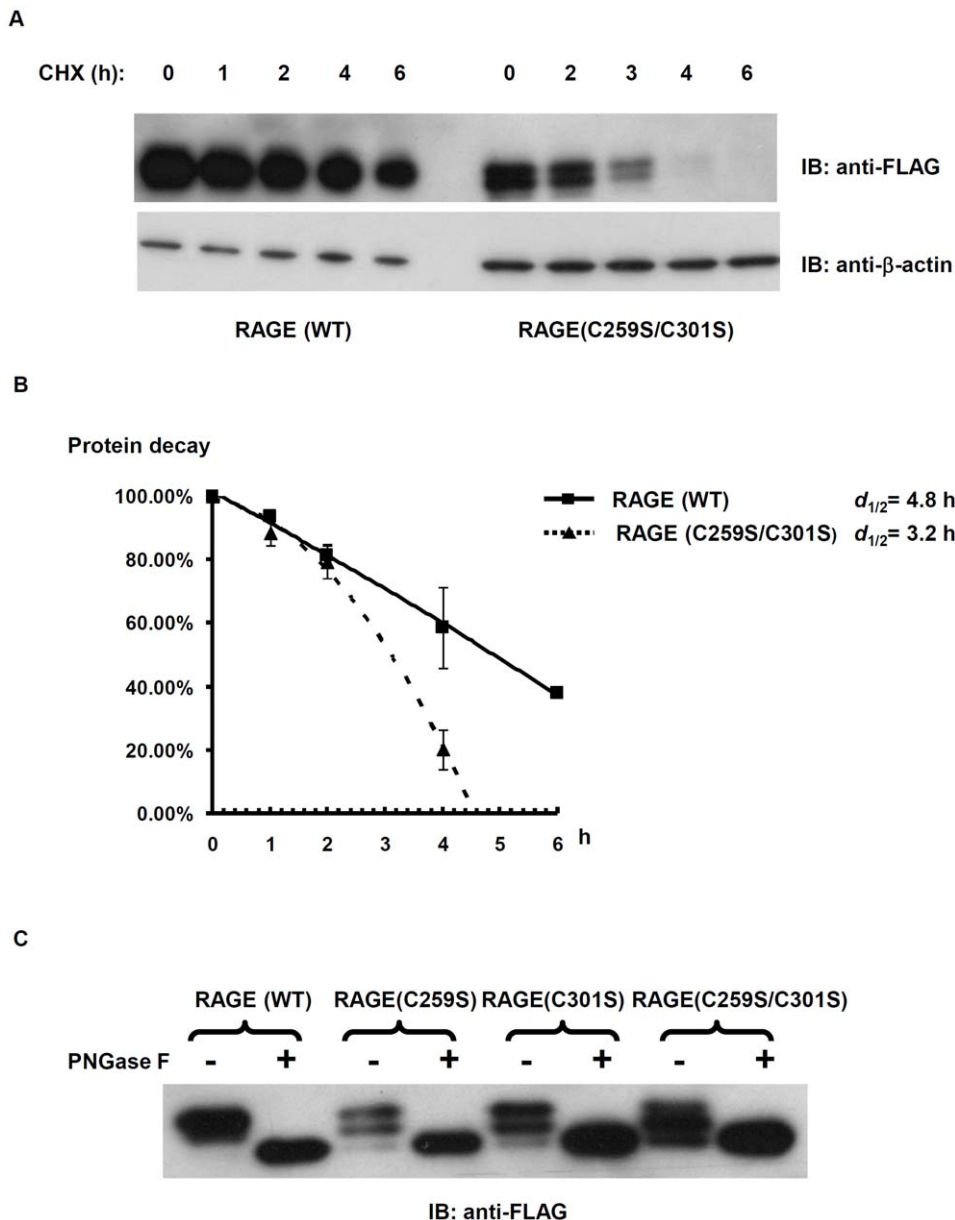 A
CHX (h): 0 1 2 4 6 0 2 3 4 6
IB: anti-FLAG
IB: anti-β-actin
RAGE (WT) RAGE(C259S/C301S)
B
Protein decay
100.00%
80.00%
60.00%
40.00%
20.00%
0.00%
0 1 2 3 4 5 6 h
RAGE (WT) d1/2= 4.8 h
RAGE (C259S/C301S) d1/2= 3.2 h
C
RAGE (WT) RAGE(C259S) RAGE(C301S) RAGE(C259S/C301S)
PNGase F - + - + - + - +
IB: anti-FLAG